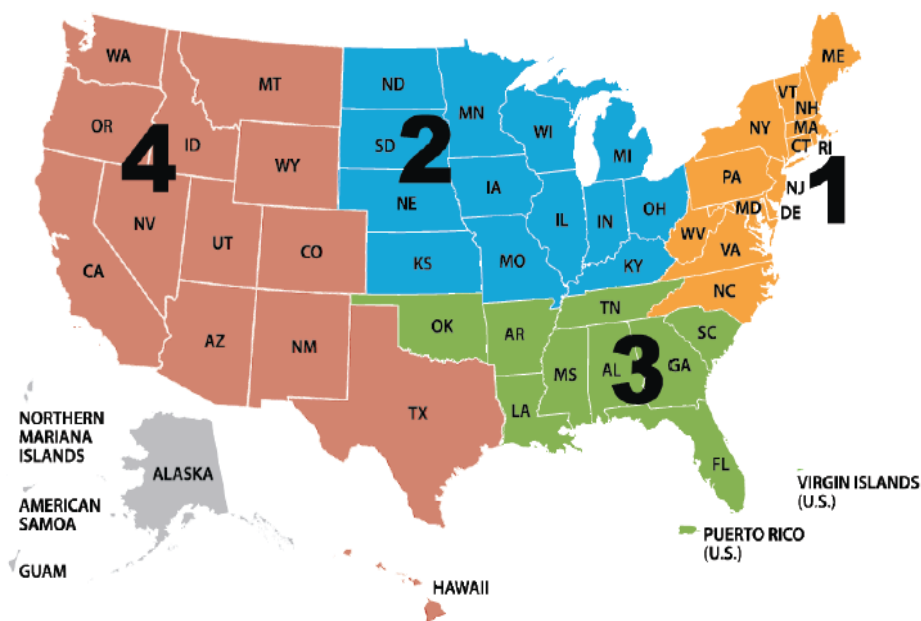 WA
MT
ND
MN
ME
VT
NH
OR
ID
4
SD
2
WI
MI
NY
MA
CT
RI
WY
IA
NE
PA
NJ
1
NV
UT
CO
IL
IN
OH
MD
DE
WV
VA
CA
KS
MO
KY
NC
AZ
NM
OK
AR
TN
SC
MS
AL
3
GA
TX
LA
FL
NORTHERN
MARIANA
ISLANDS
ALASKA
AMERICAN
SAMOA
GUAM
HAWAII
VIRGIN ISLANDS
(U.S.)
PUERTO RICO
(U.S.)